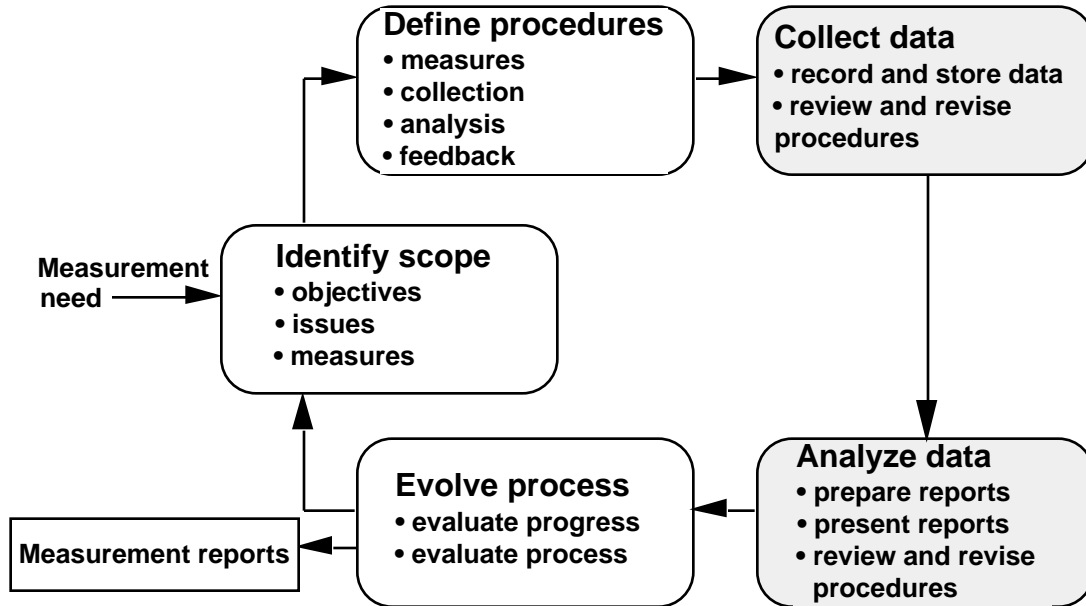 Define procedures
• measures
• collection
• analysis
• feedback
Collect data
• record and store data
• review and revise
procedures
Measurement
need
Identify scope
• objectives
• issues
• measures
Evolve process
• evaluate progress
• evaluate process
Analyze data
• prepare reports
• present reports
• review and revise
procedures
Measurement reports